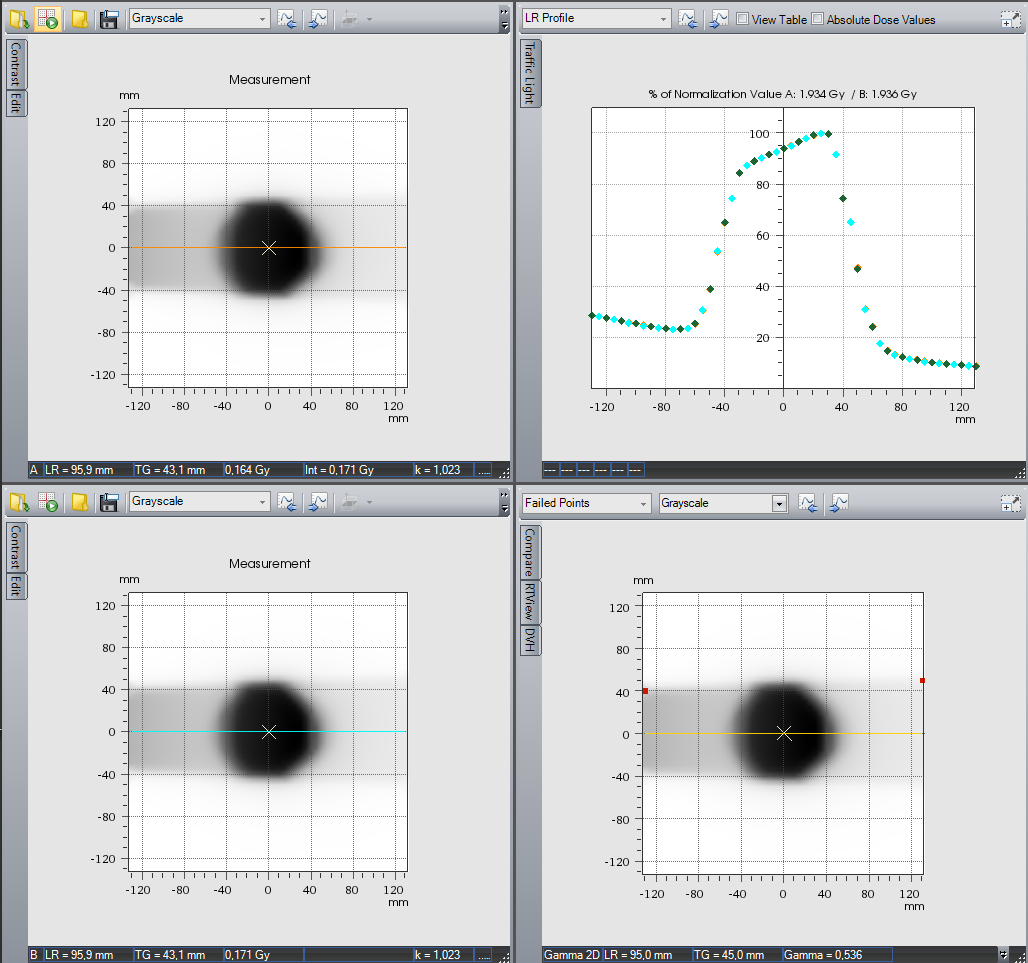 Grayscale
Contrast
Edit
Measurement
mm
120
80
40
0
-40
-80
-120
-120 -80 -40 0 40 80 120
mm
A LR = 95,9 mm TG = 43,1 mm 0,164 Gy Int = 0,171 Gy k = 1,023 .....
LR Profile View Table Absolute Dose Values
Traffic Light
% of Normalization Value A: 1.934 Gy / B: 1.936 Gy
100
80
60
40
20
-120 -80 -40 0 40 80 120
mm
--- --- --- --- --- ---
Grayscale
Contrast
Edit
Measurement
mm
120
80
40
0
-40
-80
-120
-120 -80 -40 0 40 80 120
mm
B LR = 95,9 mm TG = 43,1 mm 0,171 Gy k = 1,023 .....
Failed Points Grayscale
Compare
RTView
DVH
mm
120
80
40
0
-40
-80
-120
-120 -80 -40 0 40 80 120
mm
Gamma 2D LR = 95,0 mm TG = 45,0 mm Gamma = 0,536